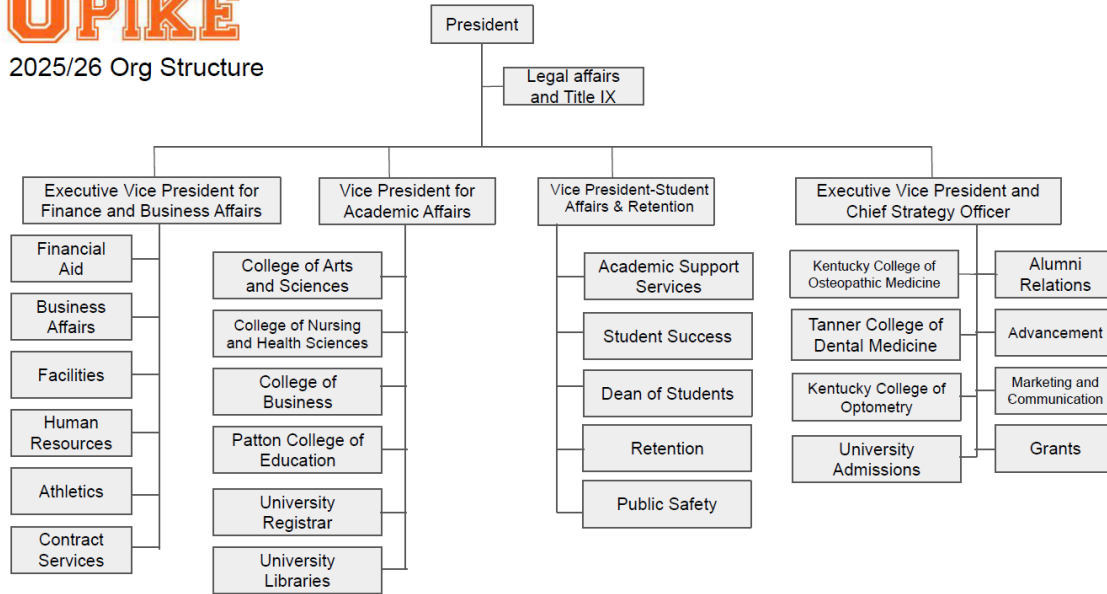 UPIKE
2025/26 Org Structure
President
Legal affairs
and Title IX
Executive Vice President for
Finance and Business Affairs
Financial
Aid
Business
Affairs
Facilities
Human
Resources
Athletics
Contract
Services
Vice President for
Academic Affairs
College of Arts
and Sciences
College of Nursing
and Health Sciences
College of
Business
Patton College of
Education
University
Registrar
University
Libraries
Vice President-Student
Affairs & Retention
Academic Support
Services
Student Success
Dean of Students
Retention
Public Safety
Executive Vice President and
Chief Strategy Officer
Kentucky College of
Osteopathic Medicine
Tanner College of
Dental Medicine
Kentucky College of
Optometry
University
Admissions
Alumni
Relations
Advancement
Marketing and
Communication
Grants